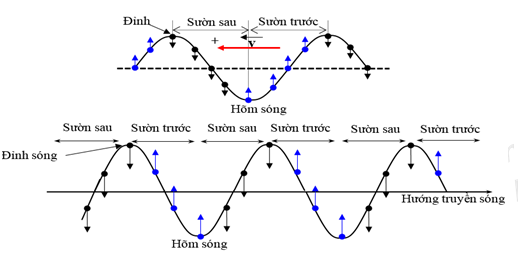 Đỉnh Sườn sau Sườn trước
+ v
Hõm sóng
Sườn sau Sườn trước Sườn sau Sườn trước Sườn sau Sườn trước
Đỉnh sóng
Hướng truyền sóng
Hõm sóng